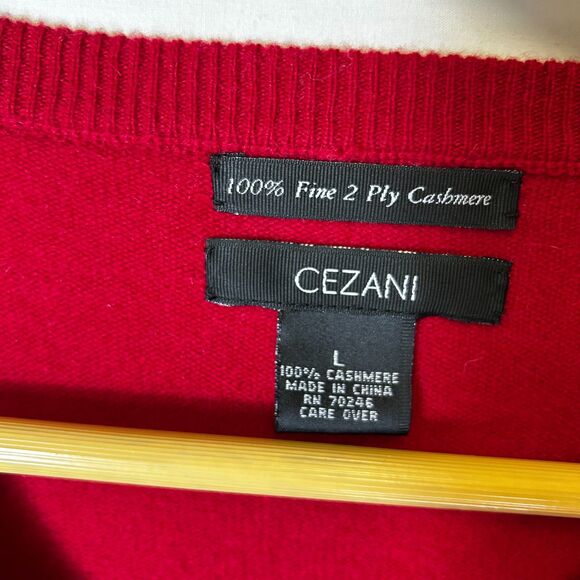 100% Fine 2 Ply Cashmere
CEZANI
L
100% CASHMERE
MADE IN CHINA
RN 70246
CARE OVER